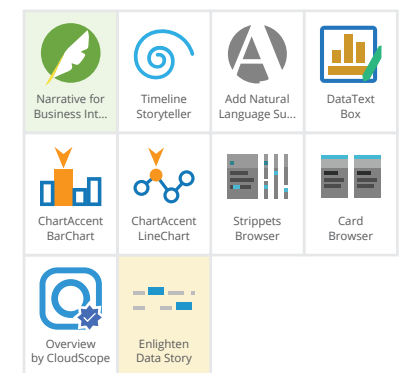 Narrative for
Business Int...
Timeline
Storyteller
Add Natural
Language Su...
DataText
Box
ChartAccent
BarChart
ChartAccent
LineChart
Strippets
Browser
Card
Browser
Overview
by CloudScope
Enlighten
Data Story